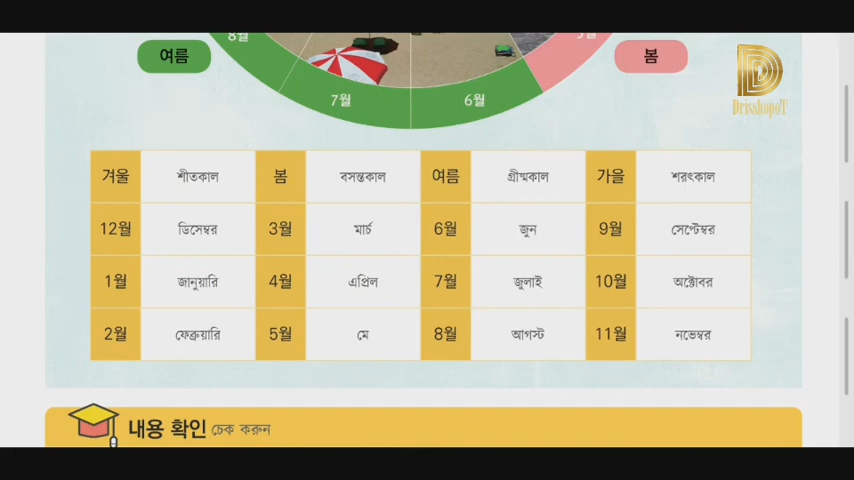 8월
5월
여름
봄
7월
6월
DrisshopoT
겨울 শীতকাল 봄 বসন্তকাল 여름 গ্রীষ্মকাল 가을 শরৎকাল
12월 ডিসেম্বর 3월 মার্চ 6월 জুন 9월 সেপ্টেম্বর
1월 জানুয়ারি 4월 এপ্রিল 7월 জুলাই 10월 অক্টোবর
2월 ফেব্রুয়ারি 5월 মে 8월 আগস্ট 11월 নভেম্বর
내용 확인 চেক করুন